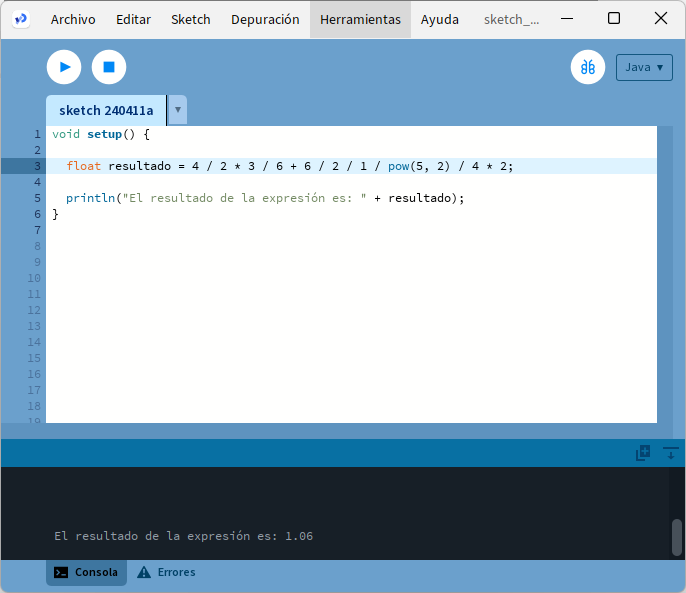 Archivo Editar Sketch Depuración Herramientas Ayuda sketch_...
Java ▼
sketch 240411a ▼
1 void setup() {
2
3 float resultado = 4 / 2 * 3 / 6 + 6 / 2 / 1 / pow(5, 2) / 4 * 2;
4
5 println("El resultado de la expresión es: " + resultado);
6 }
7
8
9
10
11
12
13
14
15
16
17
18
19
El resultado de la expresión es: 1.06
Consola Errores